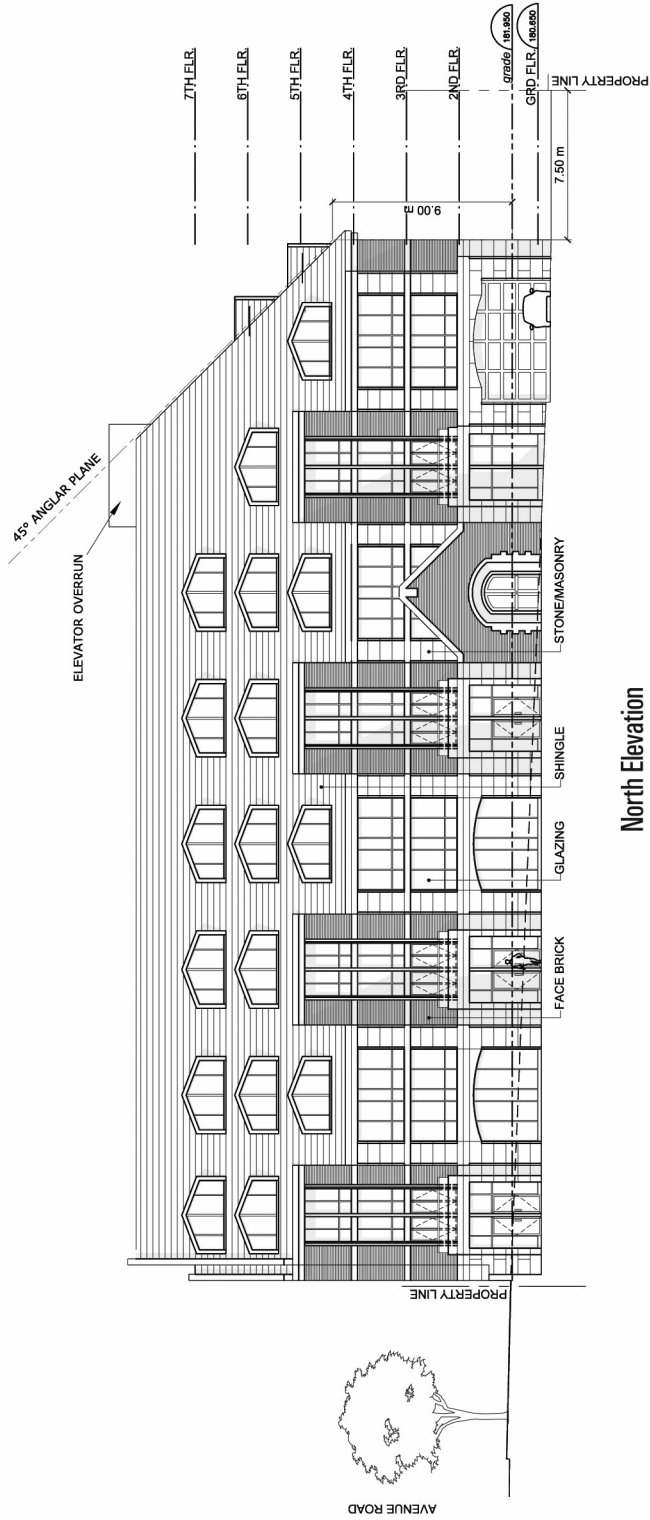 45° ANGLAR PLANE
ELEVATOR OVERRUN
7TH FLR.
6TH FLR.
5TH FLR.
4TH FLR.
3RD FLR.
2ND FLR.
grade 181.950
GRD FLR. 180.650
9.00 m
7.50 m
PROPERTY LINE
PROPERTY LINE
AVENUE ROAD
FACE BRICK
GLAZING
SHINGLE
STONE/MASONRY
North Elevation